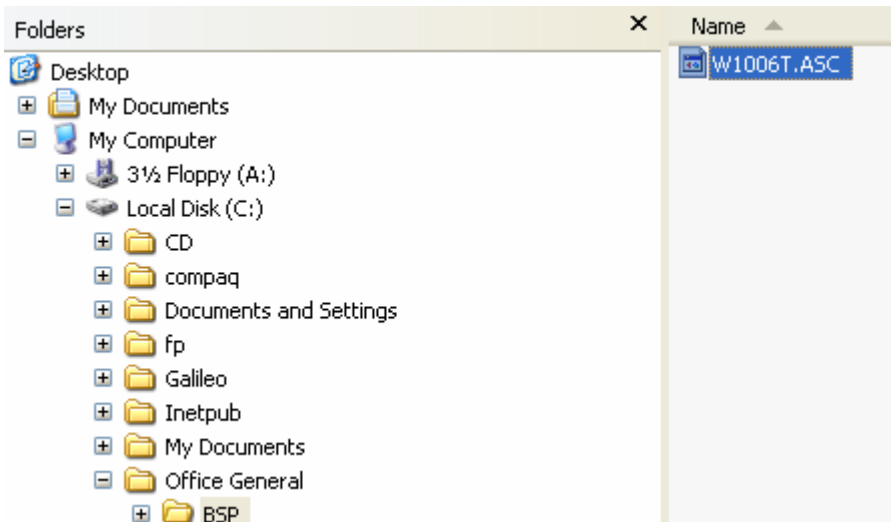 Folders
Desktop
My Documents
My Computer
3½ Floppy (A:)
Local Disk (C:)
CD
compaq
Documents and Settings
fp
Galileo
Inetpub
My Documents
Office General
BSP
Name
W1006T.ASC